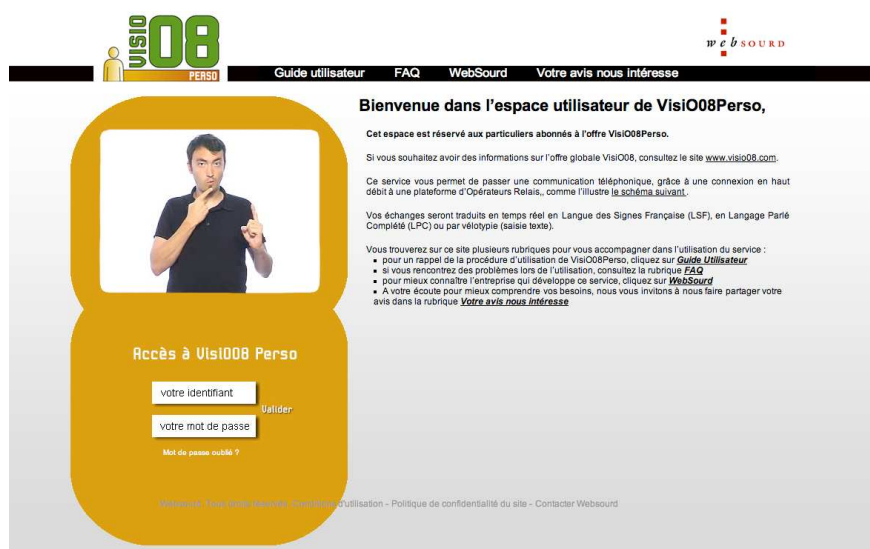 VISIO
08
PERSO
web SOURD
Guide utilisateur FAQ WebSourd Votre avis nous intéresse
Bienvenue dans l'espace utilisateur de VisiO08Perso,
Cet espace est réservé aux particuliers abonnés à l'offre VisiO08Perso.
Si vous souhaitez avoir des informations sur l'offre globale VisiO08, consultez le site www.visio08.com.
Ce service vous permet de passer une communication téléphonique, grâce à une connexion en haut
débit à une plateforme d'Opérateurs Relais,, comme l'illustre le schéma suivant .
Vos échanges seront traduits en temps réel en Langue des Signes Française (LSF), en Langage Parlé
Complété (LPC) ou par vélotypie (saisie texte).
Vous trouverez sur ce site plusieurs rubriques pour vous accompagner dans l'utilisation du service :
▪ pour un rappel de la procédure d'utilisation de VisiO08Perso, cliquez sur Guide Utilisateur
▪ si vous rencontrez des problèmes lors de l'utilisation, consultez la rubrique FAQ
▪ pour mieux connaître l'entreprise qui développe ce service, cliquez sur WebSourd
▪ A votre écoute pour mieux comprendre vos besoins, nous vous invitons à nous faire partager votre
avis dans la rubrique Votre avis nous intéresse
Accès à VisiO08 Perso
votre identifiant
Valider
votre mot de passe
Mot de passe oublié ?
d'utilisation - Politique de confidentialité du site - Contacter Websourd